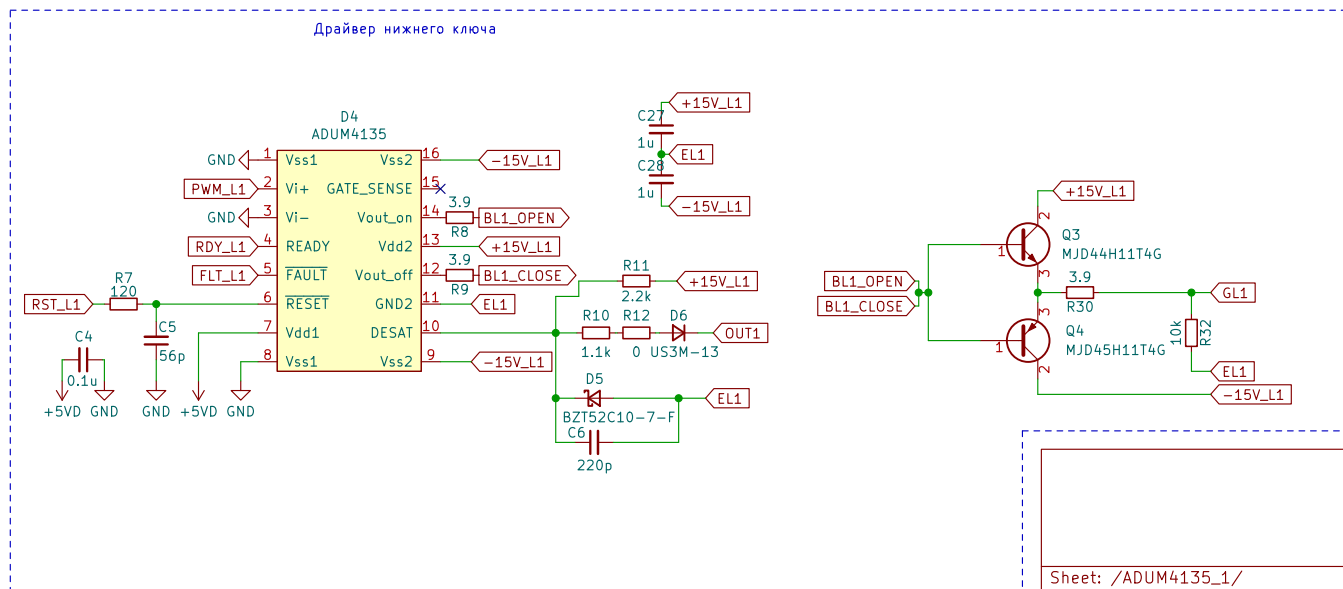 Драйвер нижнего ключа
D4
ADUM4135
GND 1 Vss1 Vss2 16 -15V_L1
PWM_L1 2 Vi+ GATE_SENSE 15
GND 3 Vi- Vout_on 14 3.9 R8 BL1_OPEN
RDY_L1 4 READY Vdd2 13 +15V_L1
FLT_L1 5 FAULT Vout_off 12 3.9 R9 BL1_CLOSE
RST_L1 R7 120 6 RESET GND2 11 EL1
7 Vdd1 DESAT 10
8 Vss1 Vss2 9 -15V_L1
C4
0.1u
+5VD GND
C5
56p
GND +5VD GND
+15V_L1
C27
1u
EL1
C28
1u
-15V_L1
R11
2.2k
+15V_L1
R10 R12 D6
1.1k 0 US3M-13
OUT1
D5
BZT52C10-7-F
EL1
C6
220p
BL1_OPEN
BL1_CLOSE
+15V_L1
2
1
3
Q3
MJD44H11T4G
3.9
R30
GL1
3
1
2
Q4
MJD45H11T4G
10k
R32
EL1
-15V_L1
Sheet: /ADUM4135_1/